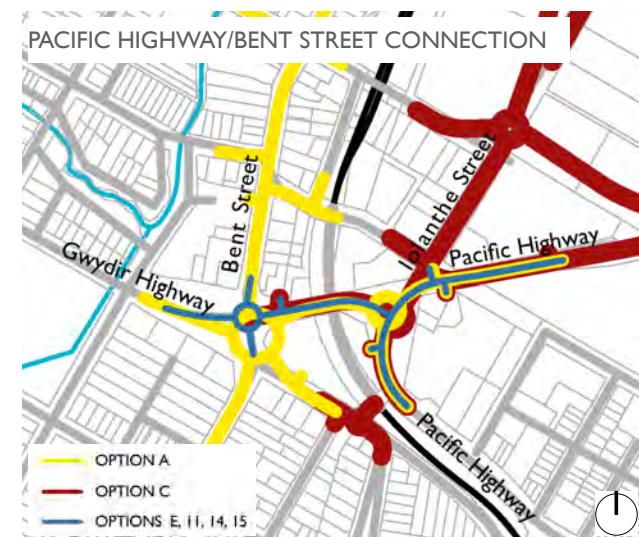 PACIFIC HIGHWAY/BENT STREET CONNECTION
Bent Street
Iolanthe Street
Pacific Highway
Gwydir Highway
Pacific Highway
OPTION A
OPTION C
OPTIONS E, 11, 14, 15